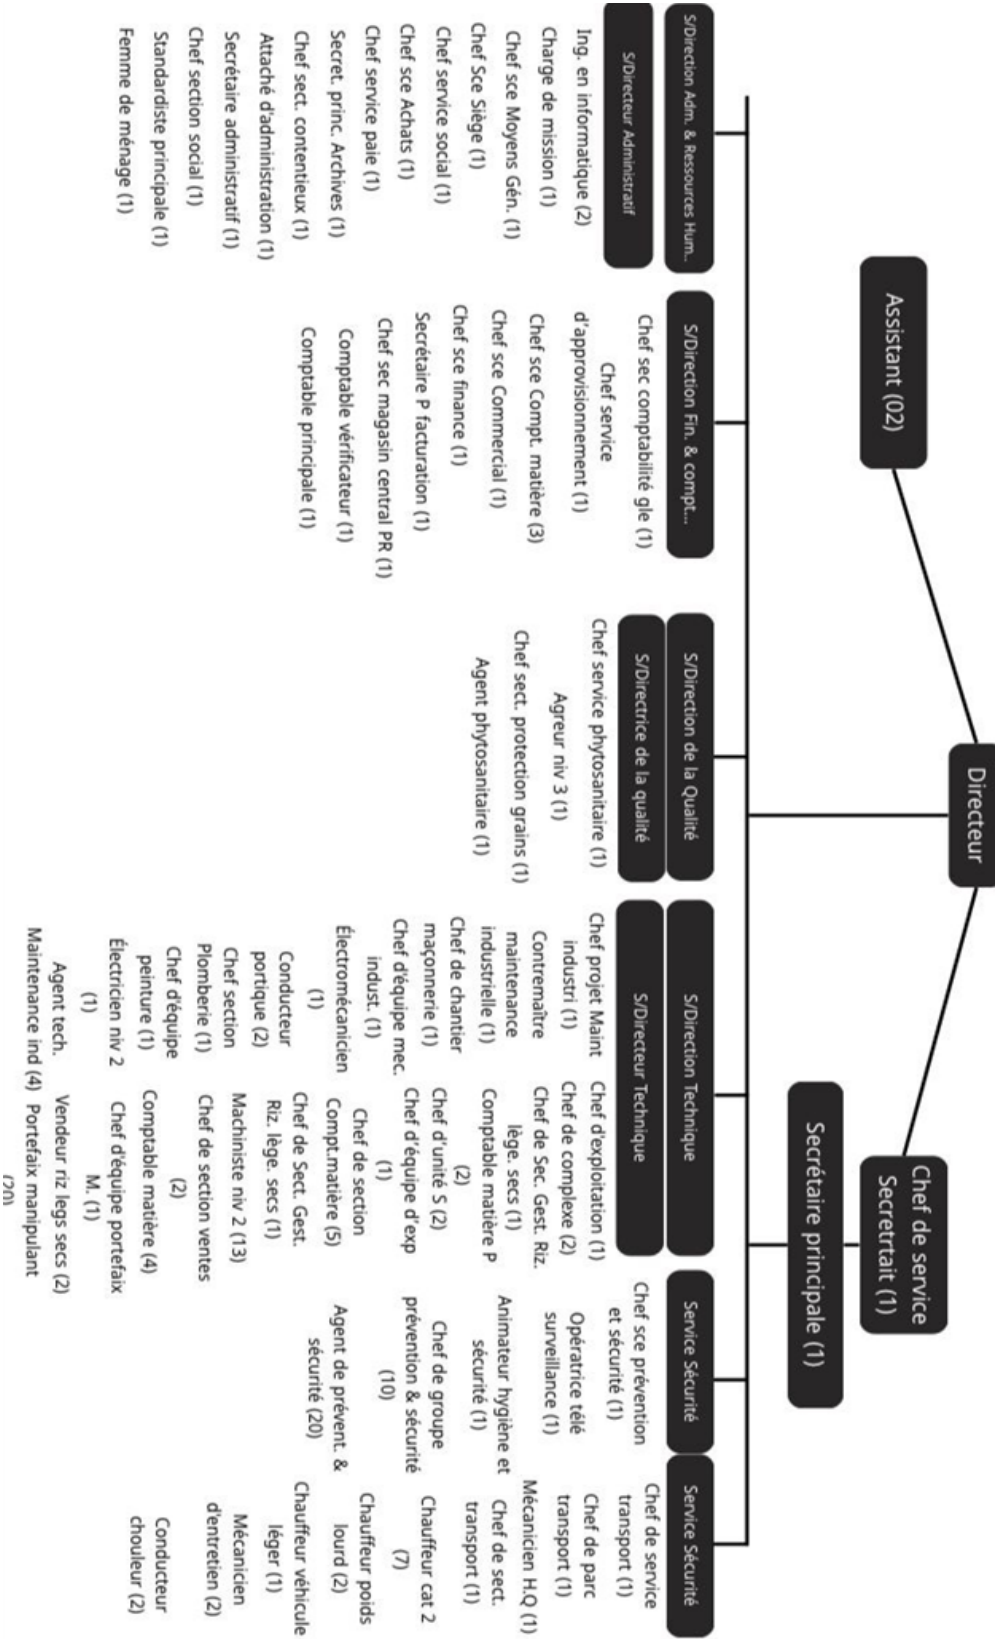 Directeur
Assistant (02)
Chef de service
Secretrtait (1)
Secrétaire principale (1)
S/Direction Adm. & Ressources Hum..
S/Directeur Administratif
Ing. en informatique (2)
Charge de mission (1)
Chef sce Moyens Gén. (1)
Chef Sce Siège (1)
Chef service social (1)
Chef sce Achats (1)
Chef service paie (1)
Secret. princ. Archives (1)
Chef sect. contentieux (1)
Attaché d'administration (1)
Secrétaire administratif (1)
Chef section social (1)
Standardiste principale (1)
Femme de ménage (1)
S/Direction Fin. & compt...
Chef sec comptabilité gle (1)
Chef service
d'approvisionnement (1)
Chef sce Compt. matière (3)
Chef sce Commercial (1)
Chef sce finance (1)
Secrétaire P facturation (1)
Chef sec magasin central PR (1)
Comptable vérificateur (1)
Comptable principale (1)
S/Direction de la Qualité
S/Directrice de la qualité
Chef service phytosanitaire (1)
Agreur niv 3 (1)
Chef sect. protection grains (1)
Agent phytosanitaire (1)
S/Direction Technique
S/Directeur Technique
Chef projet Maint
industri (1)
Contremaître
maintenance
industrielle (1)
Chef de chantier
maçonnerie (1)
Chef d'équipe mec.
indust. (1)
Électromécanicien
(1)
Conducteur
portique (2)
Chef section
Plomberie (1)
Chef d'équipe
peinture (1)
Électricien niv 2
(1)
Agent tech.
Maintenance ind (4)
Chef d'exploitation (1)
Chef de complexe (2)
Chef de Sec. Gest. Riz.
lège. secs (1)
Comptable matière P
(2)
Chef d'unité S (2)
Chef d'équipe d'exp
(1)
Chef de section
Compt.matière (5)
Chef de Sect. Gest.
Riz. lège. secs (1)
Machiniste niv 2 (13)
Chef de section ventes
(2)
Comptable matière (4)
Chef d'équipe portefaix
M. (1)
Vendeur riz legs secs (2)
Portefaix manipulant
(20)
Service Sécurité
Chef sce prévention
et sécurité (1)
Opératrice télé
surveillance (1)
Animateur hygiène et
sécurité (1)
Chef de groupe
prévention & sécurité
(10)
Agent de prévent. &
sécurité (20)
Service Sécurité
Chef de service
transport (1)
Chef de parc
transport (1)
Mécanicien H.Q (1)
Chef de sect.
transport (1)
Chauffeur cat 2
(7)
Chauffeur poids
lourd (2)
Chauffeur véhicule
léger (1)
Mécanicien
d'entretien (2)
Conducteur
chouleur (2)